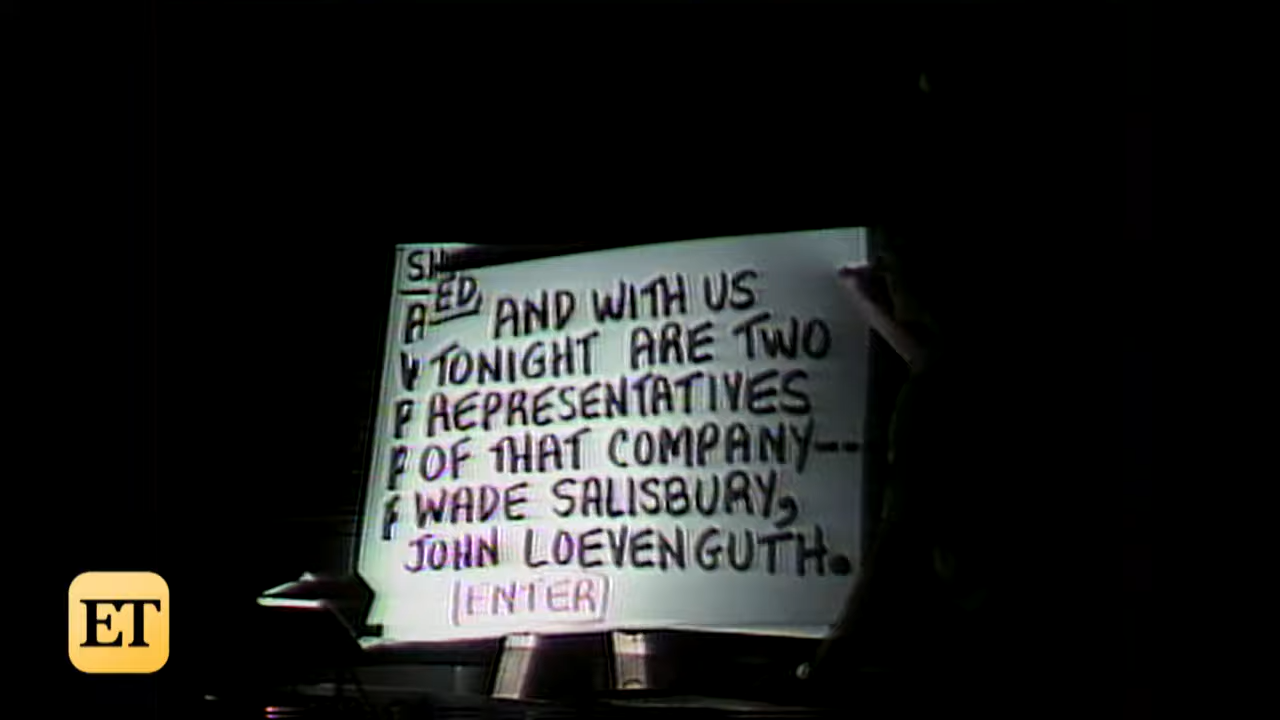 SH
ED, AND WITH US
TONIGHT ARE TWO
REPRESENTATIVES
OF THAT COMPANY--
WADE SALISBURY,
JOHN LOEVENGUTH.
(ENTER)
ET